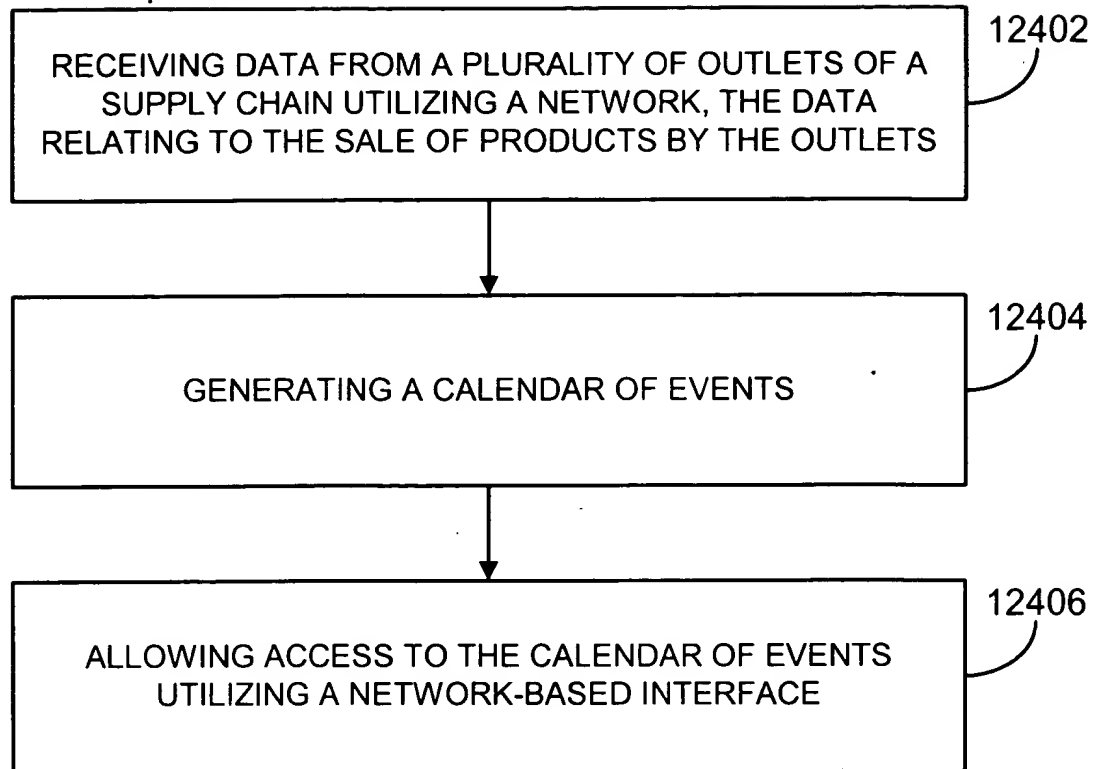 12402
RECEIVING DATA FROM A PLURALITY OF OUTLETS OF A
SUPPLY CHAIN UTILIZING A NETWORK, THE DATA
RELATING TO THE SALE OF PRODUCTS BY THE OUTLETS
12404
GENERATING A CALENDAR OF EVENTS
12406
ALLOWING ACCESS TO THE CALENDAR OF EVENTS
UTILIZING A NETWORK-BASED INTERFACE